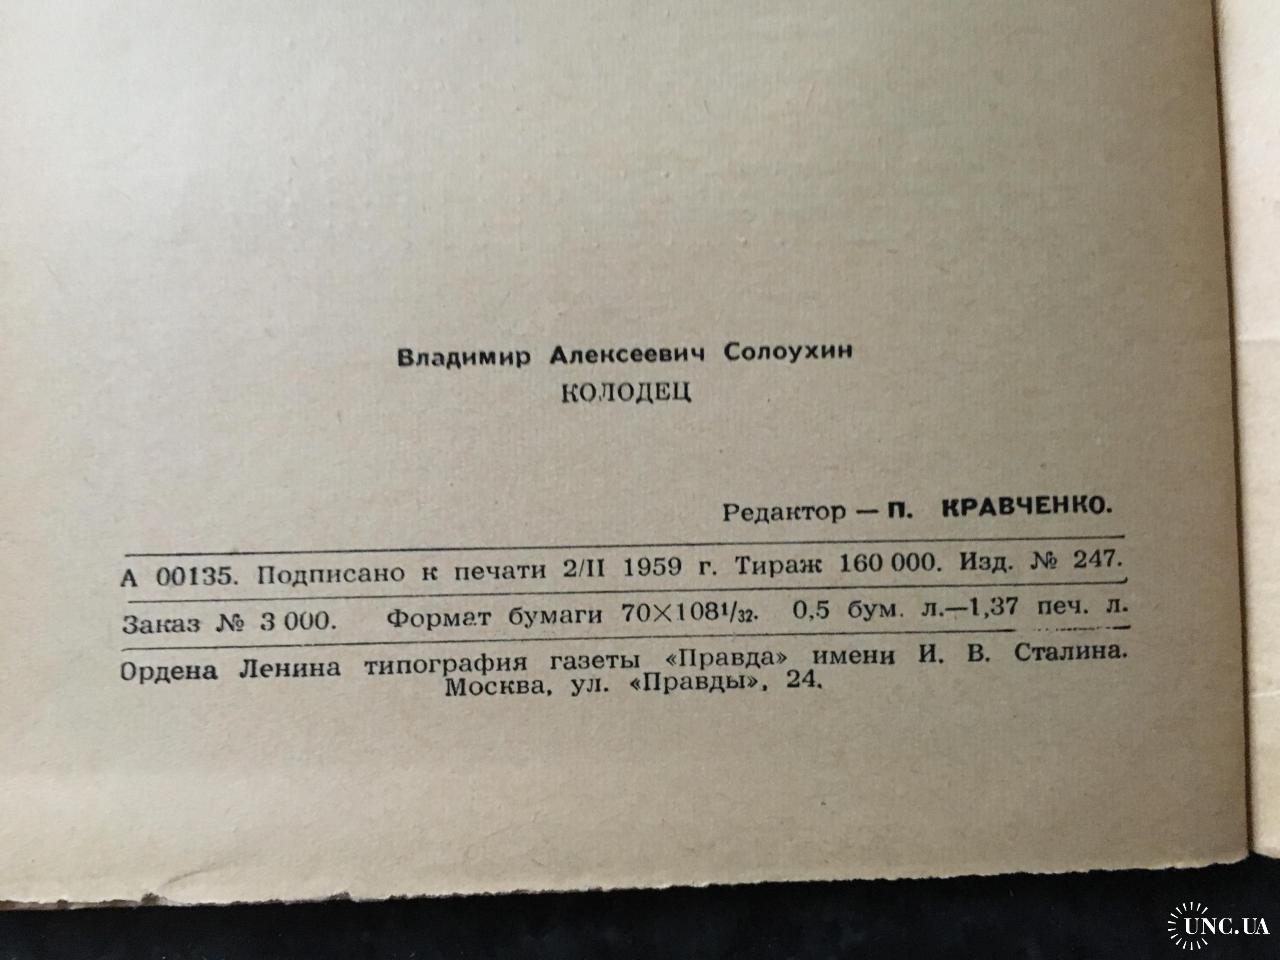 Владимир Алексеевич Солоухин
КОЛОДЕЦ
Редактор — П. КРАВЧЕНКО.
А 00135. Подписано к печати 2/II 1959 г. Тираж 160 000. Изд. № 247.
Заказ № 3 000. Формат бумаги 70×108¹/₃₂. 0,5 бум. л.—1,37 печ. л.
Ордена Ленина типография газеты «Правда» имени И. В. Сталина.
Москва, ул. «Правды», 24.
UNC.UA